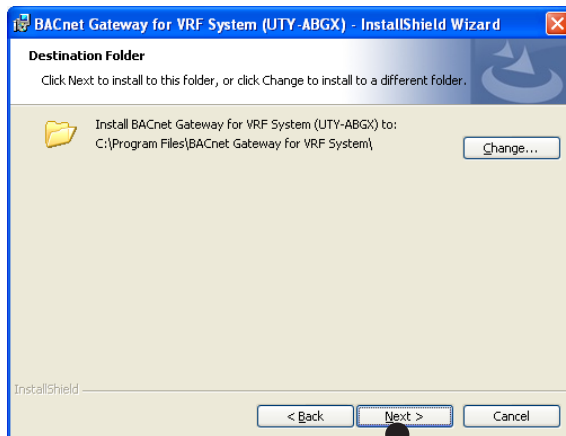 BACnet Gateway for VRF System (UTY-ABGX) - InstallShield Wizard
Destination Folder
Click Next to install to this folder, or click Change to install to a different folder.
Install BACnet Gateway for VRF System (UTY-ABGX) to:
C:\Program Files\BACnet Gateway for VRF System\
Change...
InstallShield
< Back
Next >
Cancel